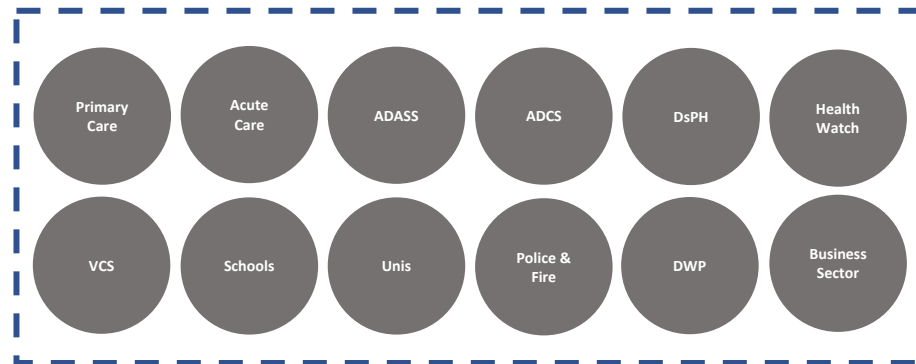 Primary
Care
Acute
Care
ADASS
ADCS
DsPH
Health
Watch
VCS
Schools
Unis
Police &
Fire
DWP
Business
Sector